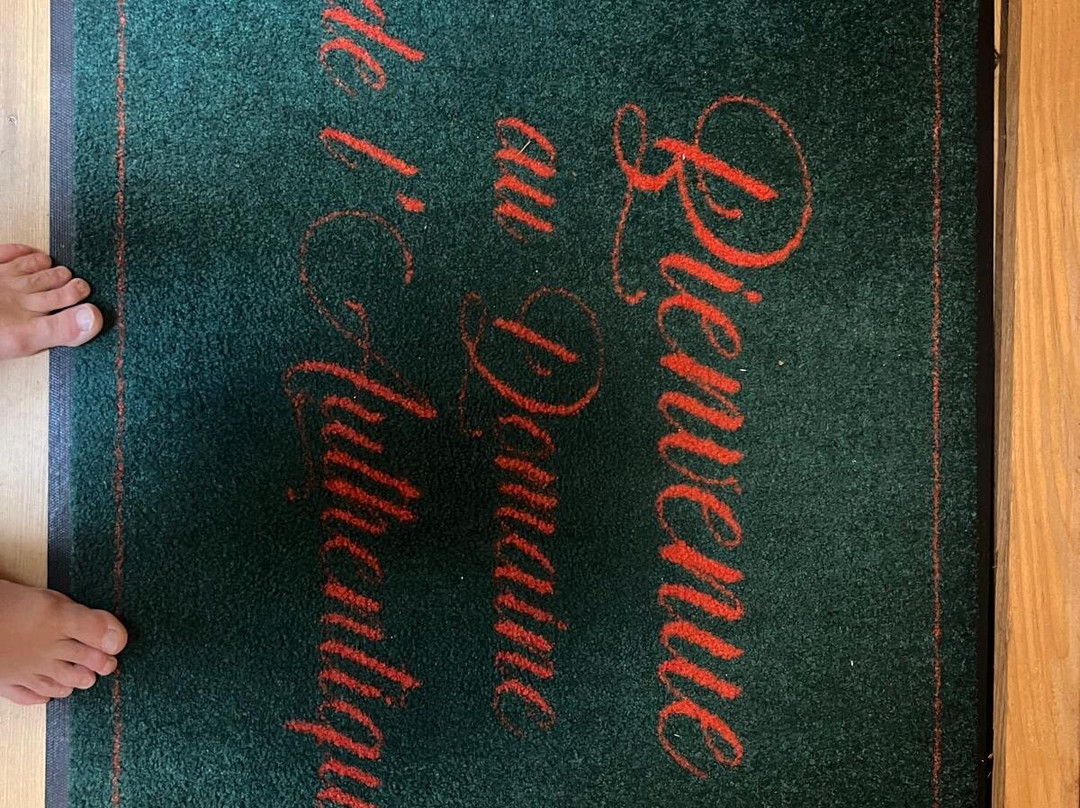 Bienvenue
au Domaine
de l'Authentiqu